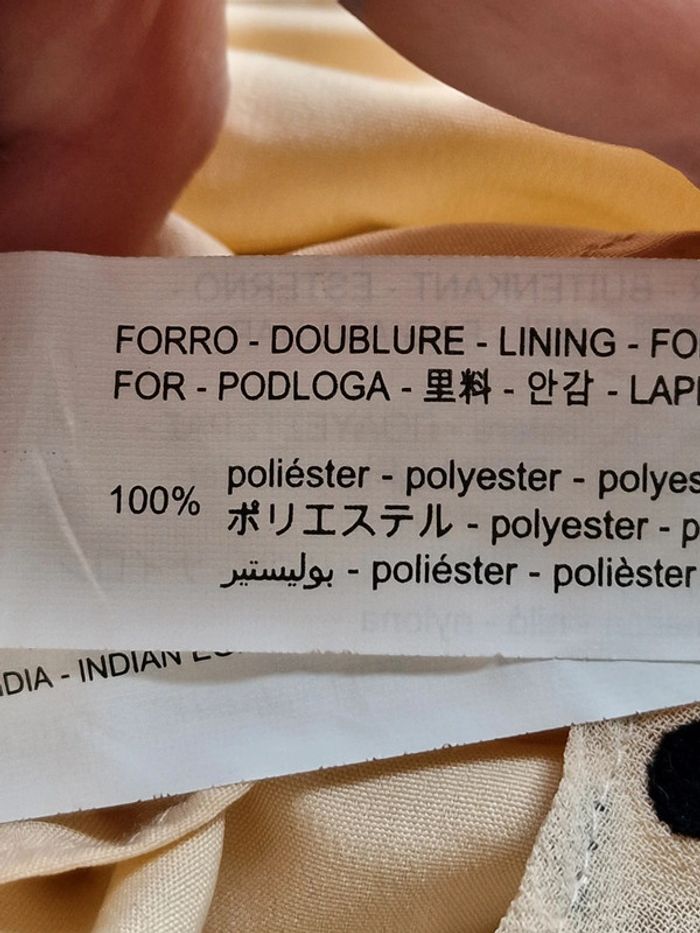 FORRO - DOUBLURE - LINING - FO
FOR - PODLOGA - 里料 - 안감 - LAP
100% poliéster - polyester - polyes
ポリエステル - polyester - p
بوليستير - poliéster - polièster
DIA - INDIAN